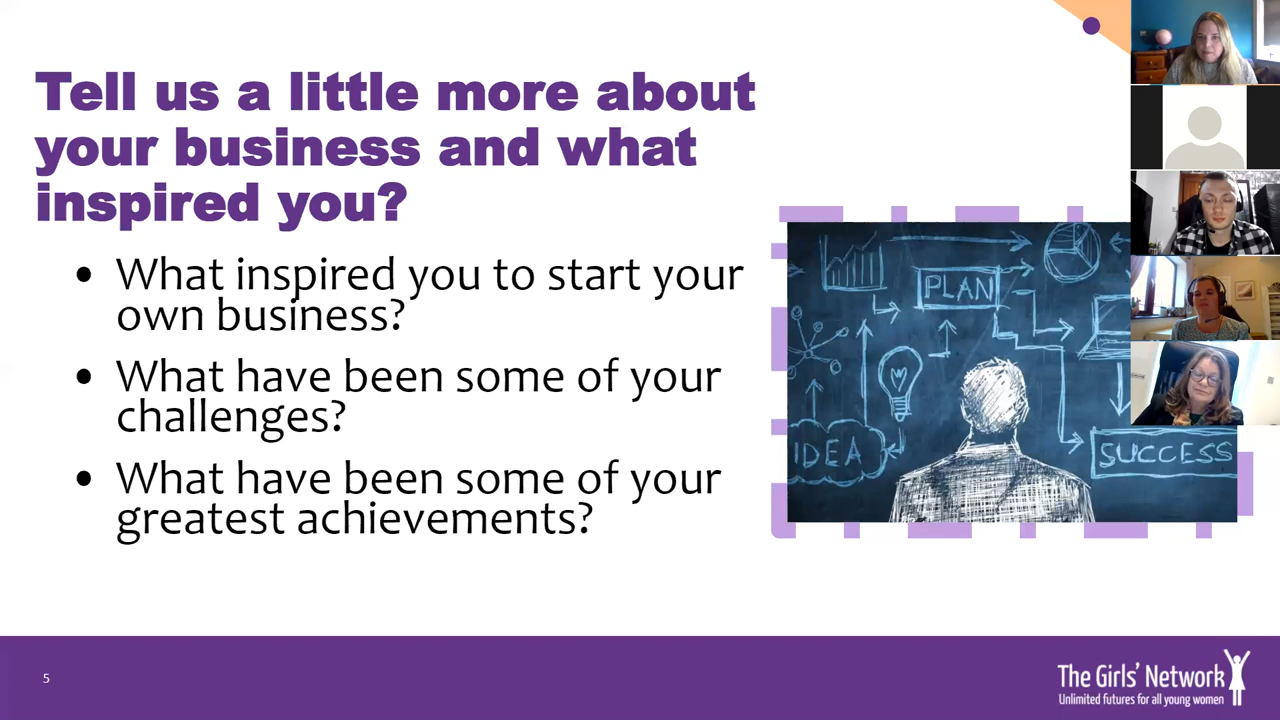 Tell us a little more about
your business and what
inspired you?
• What inspired you to start your
own business?
• What have been some of your
challenges?
• What have been some of your
greatest achievements?
PLAN
IDEA
SUCCESS
5
The Girls' Network
Unlimited futures for all young women